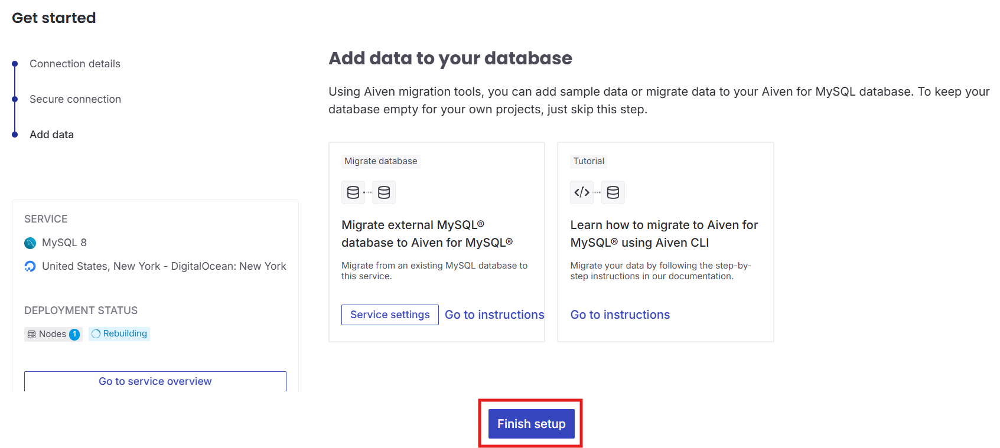 Get started
Connection details
Secure connection
Add data
SERVICE
MySQL 8
United States, New York - DigitalOcean: New York
DEPLOYMENT STATUS
Nodes 1 Rebuilding
Go to service overview
Add data to your database
Using Aiven migration tools, you can add sample data or migrate data to your Aiven for MySQL database. To keep your
database empty for your own projects, just skip this step.
Migrate database
Migrate external MySQL®
database to Aiven for MySQL®
Migrate from an existing MySQL database to
this service.
Service settings Go to instructions
Tutorial
</>
Learn how to migrate to Aiven for
MySQL® using Aiven CLI
Migrate your data by following the step-by-
step instructions in our documentation.
Go to instructions
Finish setup